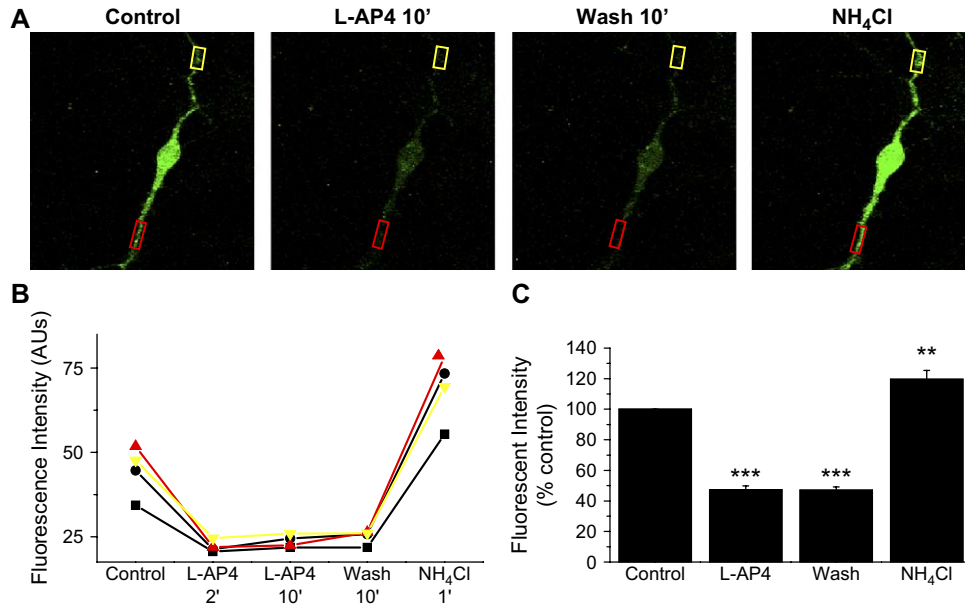 A
Control
L-AP4 10'
Wash 10'
NH₄Cl
B
Fluorescence Intensity (AUs)
75
50
25
Control
L-AP4
2'
L-AP4
10'
Wash
10'
NH₄Cl
1'
C
Fluorescent Intensity
(% control)
140
120
100
80
60
40
20
0
***
***
**
Control
L-AP4
Wash
NH₄Cl